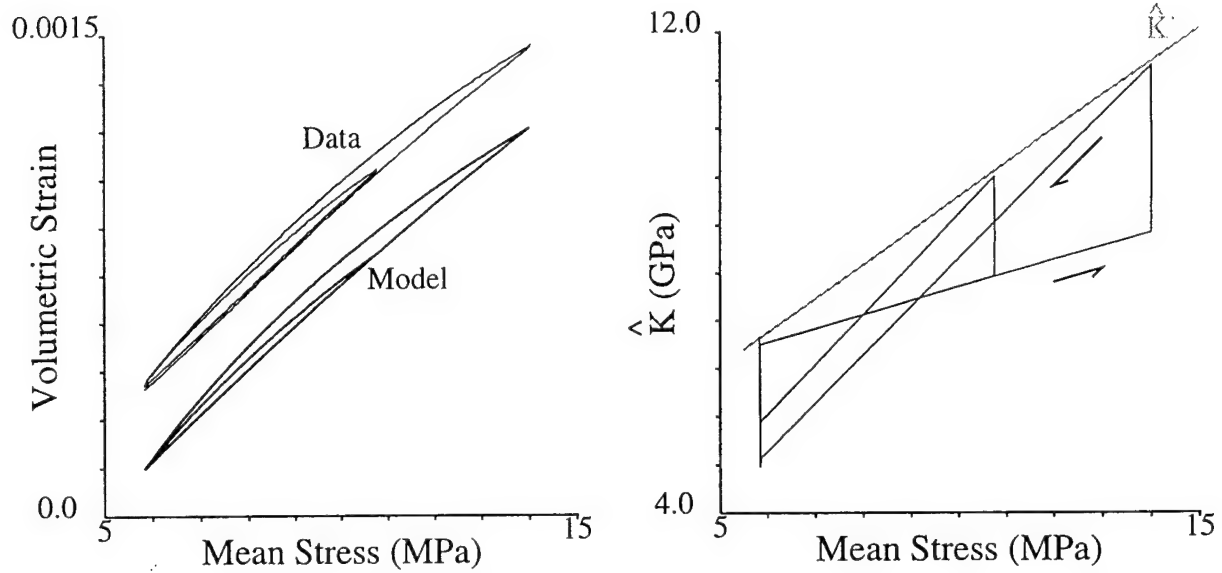 0.0015
Data
Model
Volumetric Strain
0.0
5
15
Mean Stress (MPa)
12.0
K̂
K̂ (GPa)
4.0
5
15
Mean Stress (MPa)